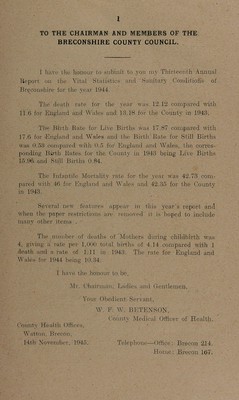 1
TO THE CHAIRMAN AND MEMBERS OF THE
BRECONSHIRE COUNTY COUNCIL.
I have the honour to submit to you my Thirteenth Annual
Report on the Vital Statistics and Sanitary Conditions of
Breconshire for the year 1944.
The death rate for the year was 12.12 compared with
11.6 for England and Wales and 13.18 for the County in 1943.
The Birth Rate for Live Births was 17.87 compared with
17.6 for England and Wales and the Birth Rate for Still Births
was 0.58 compared with 0.5 for England and Wales, the corres-
ponding Birth Rates for the County in 1943 being Live Births
15.96 and Still Births 0.84.
The Infantile Mortality rate for the year was 42.73 com-
pared with 46 for England and Wales and 42.35 for the County
in 1943.
Several new features appear in this year's report and
when the paper restrictions are removed it is hoped to include
many other items.
The number of deaths of Mothers during childbirth was
4, giving a rate per 1,000 total births of 4.14 compared with 1
death and a rate of 1.11 in 1943. The rate for England and
Wales for 1944 being
I have the honour to be,
Mr. Chairman, Ladies and Gentlemen,
Your Obedient Servant,
W. F. W. BETENSON,
County Medical Officer of Health.
County Health Offices,
Watton, Brecon,
14th November, 1945.
Telephone—Office: Brecon 214.
Home: Brecon 167.